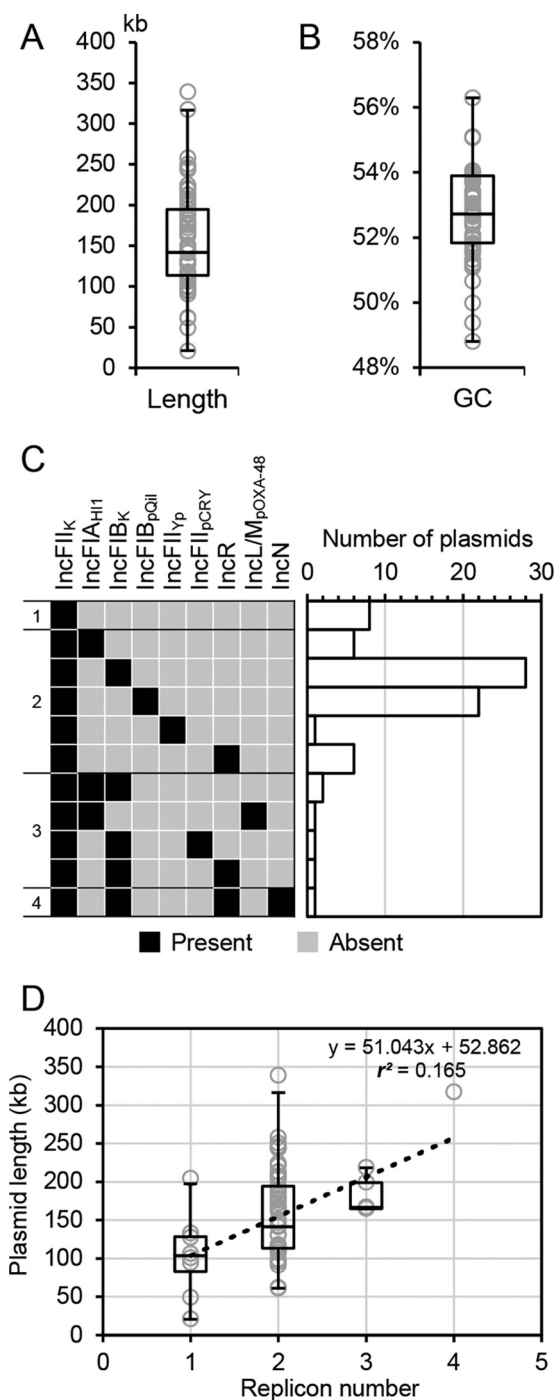 A
B
kb
400
350
300
250
200
150
100
50
0
Length
58%
56%
54%
52%
50%
48%
GC
C
IncFII_K
IncFIA_HI1
IncFIB_K
IncFIB_pQil
IncFII_Yp
IncFII_pCRY
IncR
IncL/M_pOXA-48
IncN
Number of plasmids
0 10 20 30
1
2
3
4
Present Absent
D
Plasmid length (kb)
400
350
300
250
200
150
100
50
0
y = 51.043x + 52.862
r² = 0.165
0 1 2 3 4 5
Replicon number